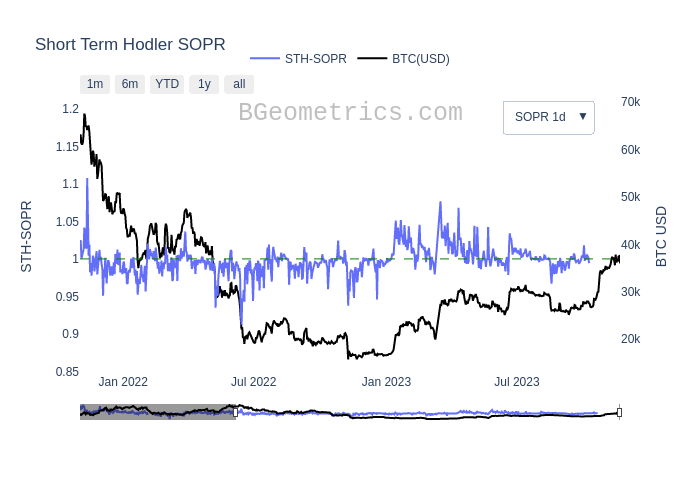 Short Term Hodler SOPR
STH-SOPR BTC(USD)
1m 6m YTD 1y all
BGeometrics.com
SOPR 1d ▼
1.2
1.15
1.1
1.05
1
0.95
0.9
0.85
STH-SOPR
70k
60k
50k
40k
30k
20k
BTC USD
Jan 2022 Jul 2022 Jan 2023 Jul 2023